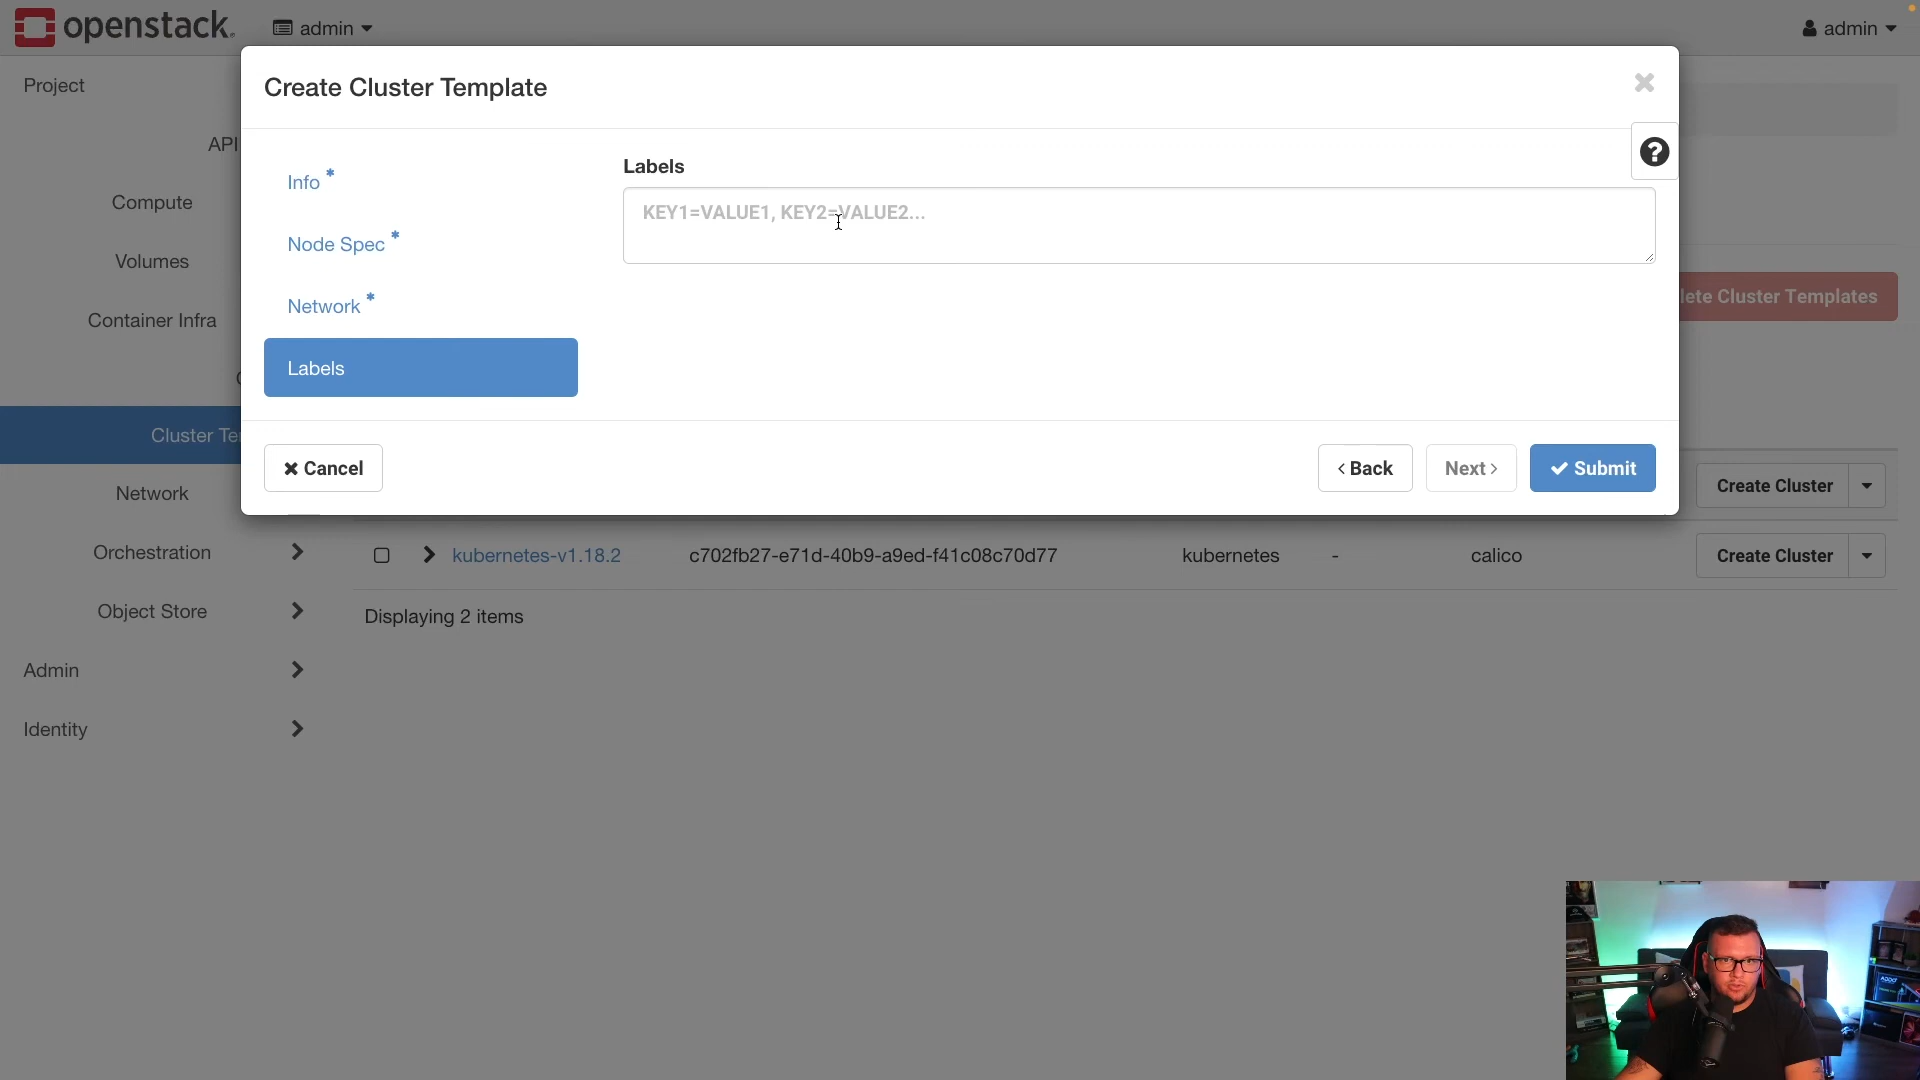 openstack.
admin
admin
Project
Create Cluster Template
API
Compute
Volumes
Container Infra
Cluster Te
Network
Orchestration
Object Store
Admin
Identity
Info *
Node Spec *
Network *
Labels
Labels
KEY1=VALUE1, KEY2=VALUE2...
?
Cancel
Back
Next
Submit
lete Cluster Templates
Create Cluster
kubernetes-v1.18.2 c702fb27-e71d-40b9-a9ed-f41c08c70d77 kubernetes - calico Create Cluster
Displaying 2 items